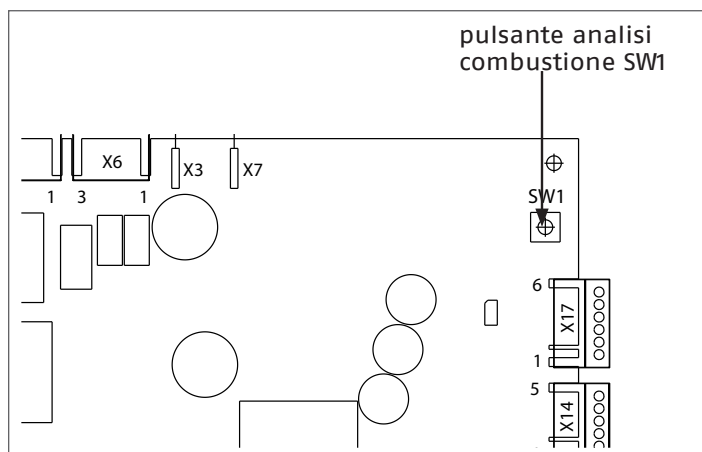 pulsante analisi
combustione SW1
X6
X3
X7
1 3 1
SW1
6
X17
1
5
X14